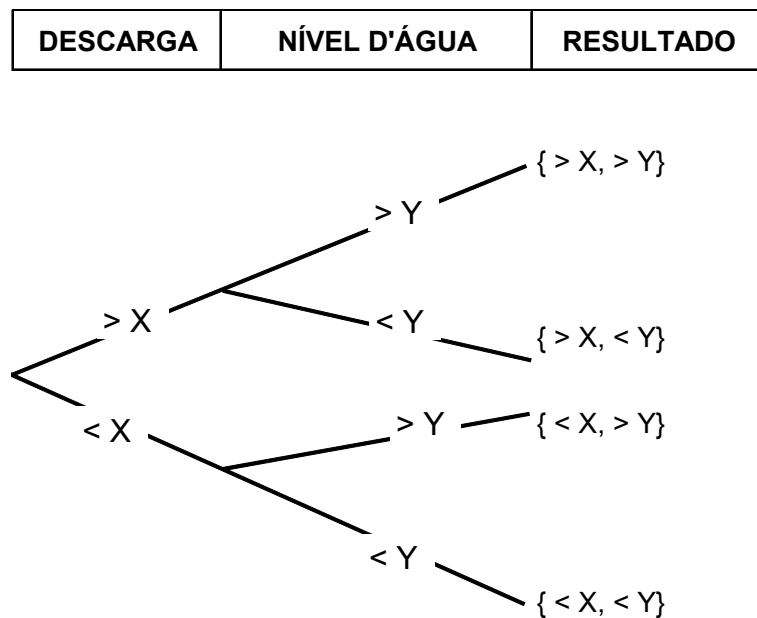 DESCARGA NÍVEL D'ÁGUA RESULTADO
{ > X, > Y}
> Y
> X
< Y
{ > X, < Y}
< X
> Y
{ < X, > Y}
< Y
{ < X, < Y}